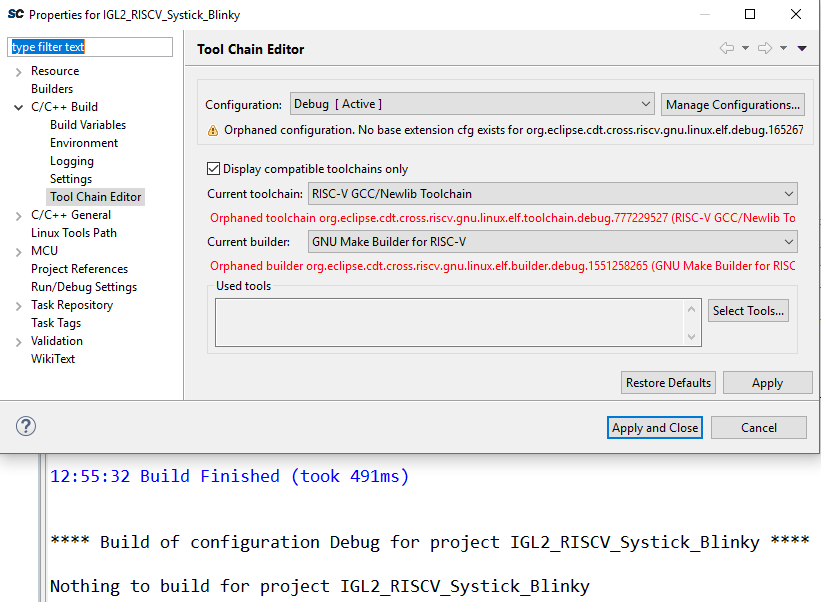 SC Properties for IGL2_RISCV_Systick_Blinky
type filter text
Resource
Builders
C/C++ Build
Build Variables
Environment
Logging
Settings
Tool Chain Editor
C/C++ General
Linux Tools Path
MCU
Project References
Run/Debug Settings
Task Repository
Task Tags
Validation
WikiText
Tool Chain Editor
Configuration: Debug [ Active ] Manage Configurations...
Orphaned configuration. No base extension cfg exists for org.eclipse.cdt.cross.riscv.gnu.linux.elf.debug.165267
Display compatible toolchains only
Current toolchain: RISC-V GCC/Newlib Toolchain
Orphaned toolchain org.eclipse.cdt.cross.riscv.gnu.linux.elf.toolchain.debug.777229527 (RISC-V GCC/Newlib To
Current builder: GNU Make Builder for RISC-V
Orphaned builder org.eclipse.cdt.cross.riscv.gnu.linux.elf.builder.debug.1551258265 (GNU Make Builder for RISC
Used tools
Select Tools...
Restore Defaults Apply
? Apply and Close Cancel
12:55:32 Build Finished (took 491ms)
**** Build of configuration Debug for project IGL2_RISCV_Systick_Blinky ****
Nothing to build for project IGL2_RISCV_Systick_Blinky